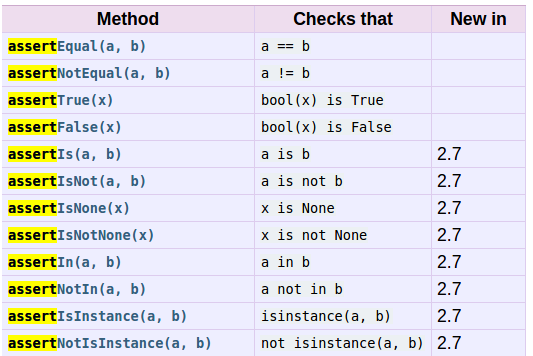 Method Checks that New in
assertEqual(a, b) a == b
assertNotEqual(a, b) a != b
assertTrue(x) bool(x) is True
assertFalse(x) bool(x) is False
assertIs(a, b) a is b 2.7
assertIsNot(a, b) a is not b 2.7
assertIsNone(x) x is None 2.7
assertIsNotNone(x) x is not None 2.7
assertIn(a, b) a in b 2.7
assertNotIn(a, b) a not in b 2.7
assertIsInstance(a, b) isinstance(a, b) 2.7
assertNotIsInstance(a, b) not isinstance(a, b) 2.7